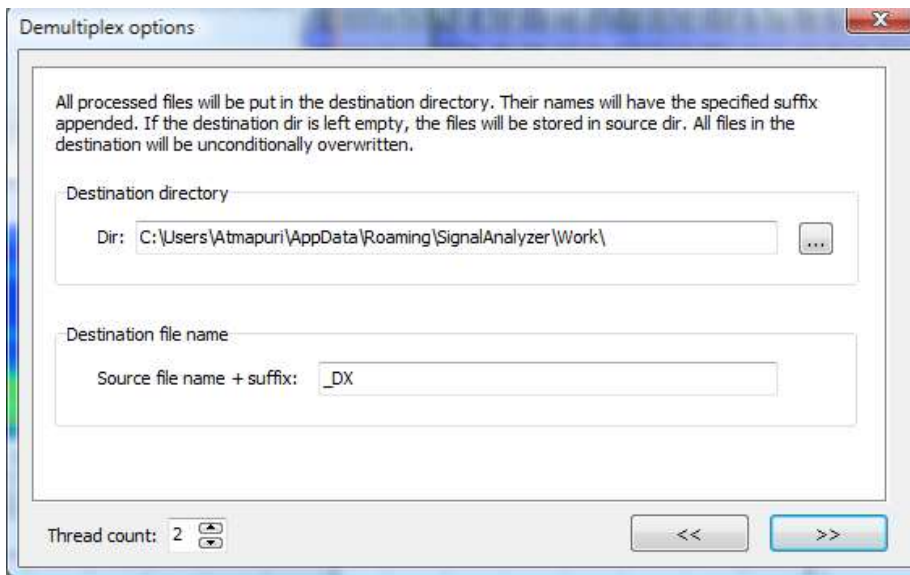 Demultiplex options
All processed files will be put in the destination directory. Their names will have the specified suffix
appended. If the destination dir is left empty, the files will be stored in source dir. All files in the
destination will be unconditionally overwritten.
Destination directory
Dir: C:\Users\Atmapuri\AppData\Roaming\SignalAnalyzer\Work\ ...
Destination file name
Source file name + suffix: _DX
Thread count: 2 << >>